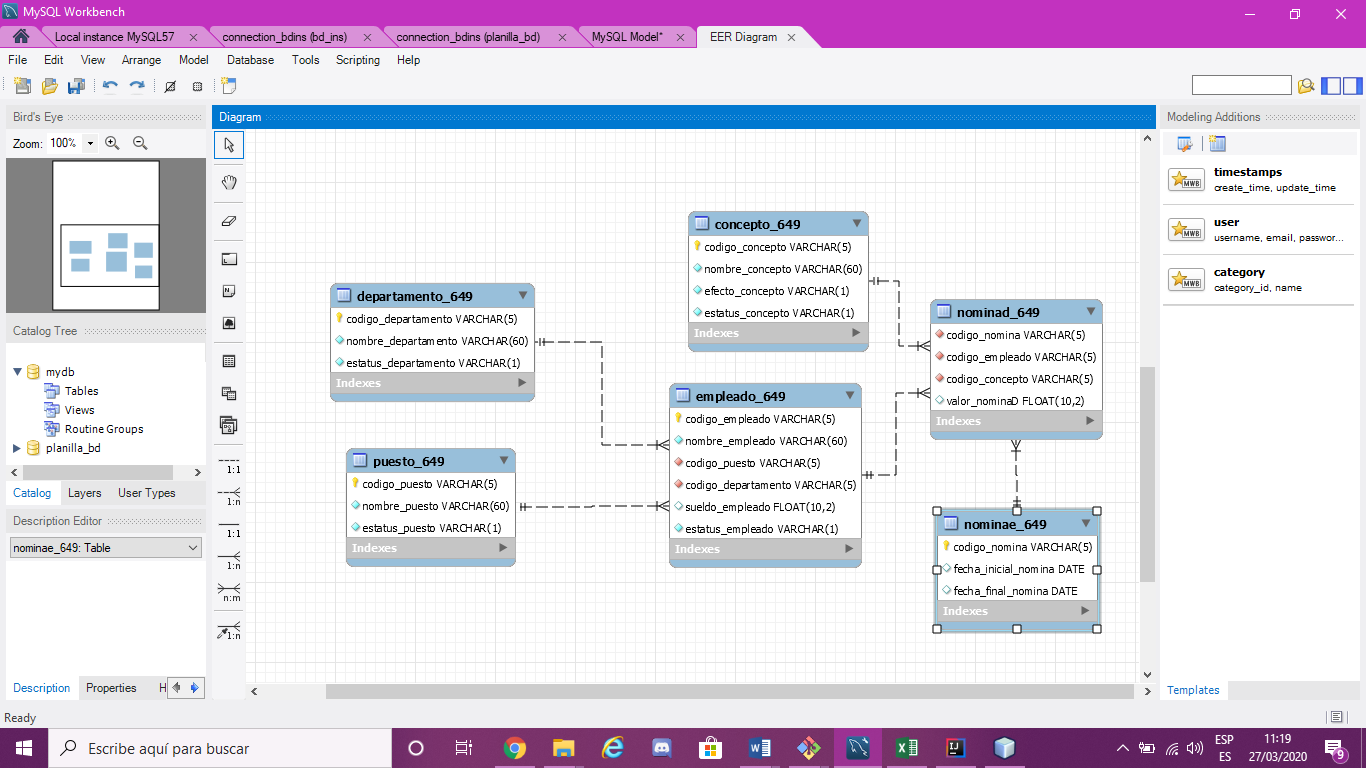 MySQL Workbench
Local instance MySQL57
connection_bdins (bd_ins)
connection_bdins (planilla_bd)
MySQL Model*
EER Diagram
File Edit View Arrange Model Database Tools Scripting Help
Bird's Eye
Zoom: 100%
Catalog Tree
mydb
Tables
Views
Routine Groups
planilla_bd
Catalog Layers User Types
Description Editor
nominae_649: Table
Description Properties H
Ready
Diagram
1:1
1:n
1:1
1:n
n:m
1:n
departamento_649
codigo_departamento VARCHAR(5)
nombre_departamento VARCHAR(60)
estatus_departamento VARCHAR(1)
Indexes
puesto_649
codigo_puesto VARCHAR(5)
nombre_puesto VARCHAR(60)
estatus_puesto VARCHAR(1)
Indexes
concepto_649
codigo_concepto VARCHAR(5)
nombre_concepto VARCHAR(60)
efecto_concepto VARCHAR(1)
estatus_concepto VARCHAR(1)
Indexes
empleado_649
codigo_empleado VARCHAR(5)
nombre_empleado VARCHAR(60)
codigo_puesto VARCHAR(5)
codigo_departamento VARCHAR(5)
sueldo_empleado FLOAT(10,2)
estatus_empleado VARCHAR(1)
Indexes
nominad_649
codigo_nomina VARCHAR(5)
codigo_empleado VARCHAR(5)
codigo_concepto VARCHAR(5)
valor_nominaD FLOAT(10,2)
Indexes
nominae_649
codigo_nomina VARCHAR(5)
fecha_inicial_nomina DATE
fecha_final_nomina DATE
Indexes
Modeling Additions
MWB
timestamps
create_time, update_time
MWB
user
username, email, passwor...
MWB
category
category_id, name
Templates
Escribe aquí para buscar
ESP
ES
11:19
27/03/2020
9